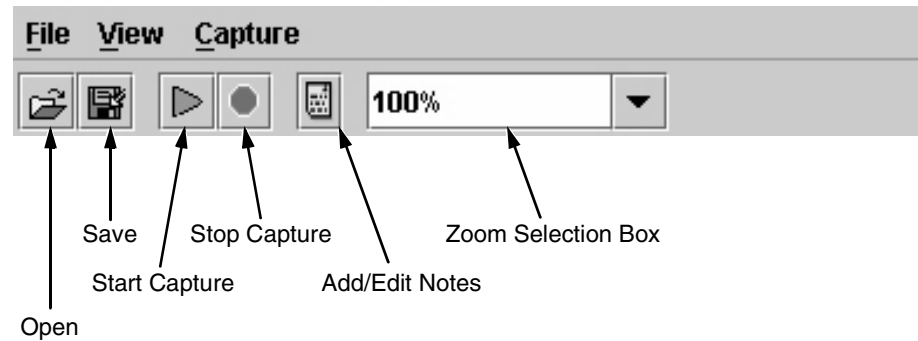 File View Capture
100%
Save Stop Capture Zoom Selection Box
Start Capture Add/Edit Notes
Open